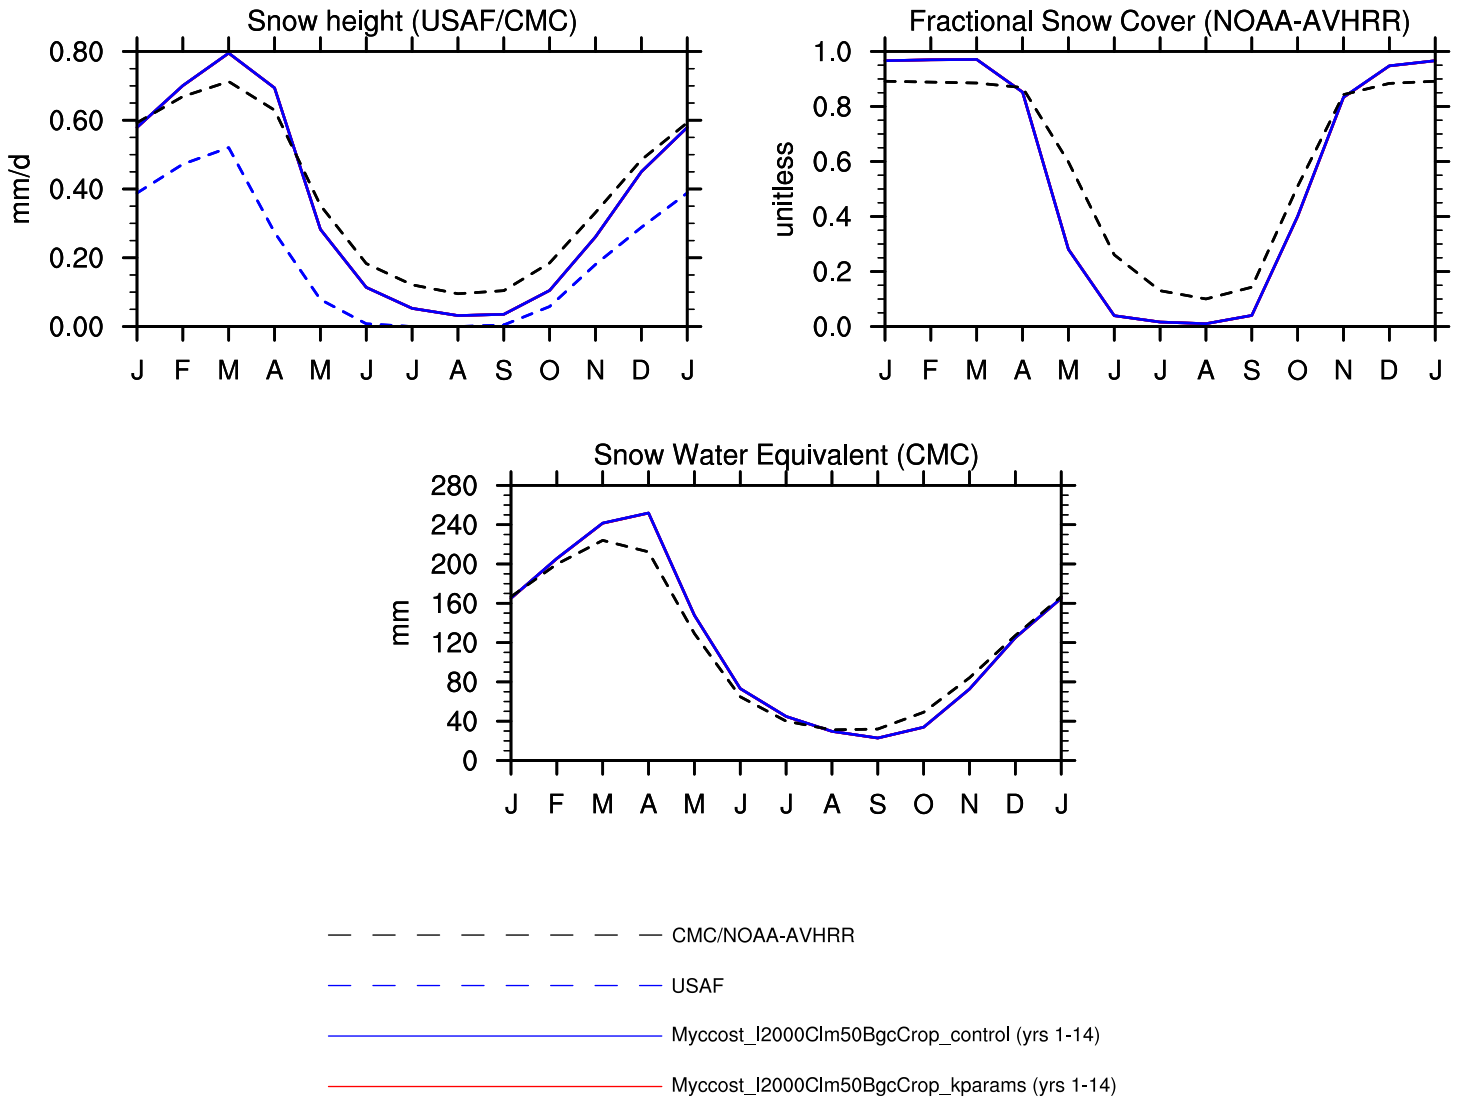 Snow height (USAF/CMC)
mm/d
0.80
0.60
0.40
0.20
0.00
J F M A M J J A S O N D J
Fractional Snow Cover (NOAA-AVHRR)
unitless
1.0
0.8
0.6
0.4
0.2
0.0
J F M A M J J A S O N D J
Snow Water Equivalent (CMC)
mm
280
240
200
160
120
80
40
0
J F M A M J J A S O N D J
CMC/NOAA-AVHRR
USAF
Myccost_I2000Clm50BgcCrop_control (yrs 1-14)
Myccost_I2000Clm50BgcCrop_kparams (yrs 1-14)